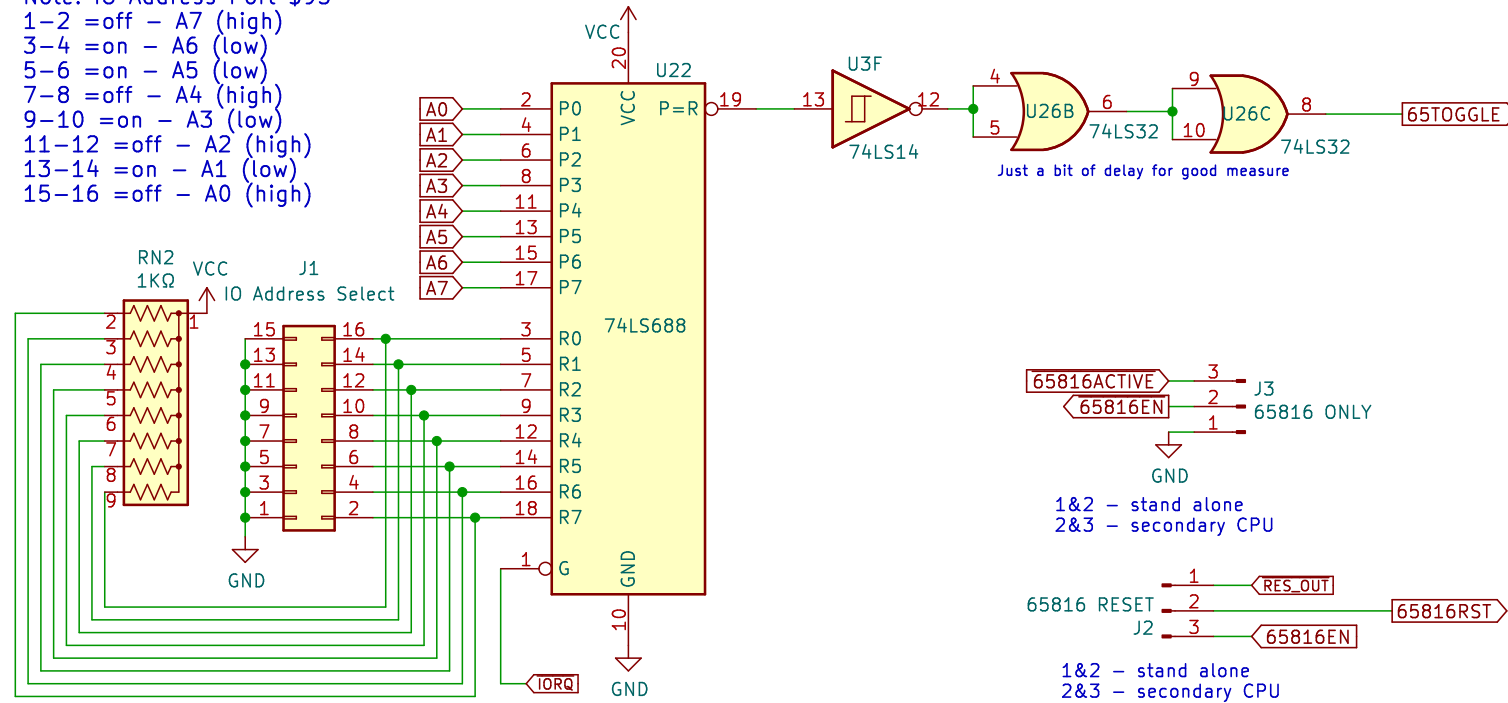 Note: IO Address Port $95
1-2 =off - A7 (high)
3-4 =on - A6 (low)
5-6 =on - A5 (low)
7-8 =off - A4 (high)
9-10 =on - A3 (low)
11-12 =off - A2 (high)
13-14 =on - A1 (low)
15-16 =off - A0 (high)
VCC
20
U22
A0 2 P0
A1 4 P1
A2 6 P2
A3 8 P3
A4 11 P4
A5 13 P5
A6 15 P6
A7 17 P7
VCC
P=R 19
74LS688
3 R0
5 R1
7 R2
9 R3
12 R4
14 R5
16 R6
18 R7
1 G
GND
10
GND
IORQ
U3F
13 12
74LS14
4
5
U26B
6
74LS32
9
10
U26C
8
74LS32
65TOGGLE
Just a bit of delay for good measure
RN2
1KΩ
VCC
1
2
3
4
5
6
7
8
9
J1
IO Address Select
15 16
13 14
11 12
9 10
7 8
5 6
3 4
1 2
GND
65816ACTIVE 3
65816EN 2
1
J3
65816 ONLY
GND
1&2 - stand alone
2&3 - secondary CPU
1 RES_OUT
65816 RESET 2 65816RST
J2 3 65816EN
1&2 - stand alone
2&3 - secondary CPU